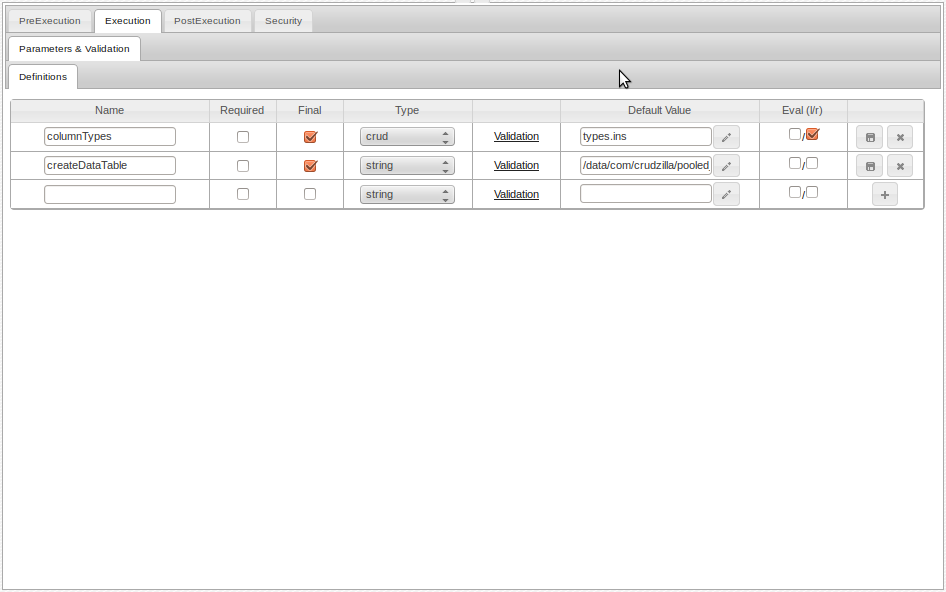 PreExecution Execution PostExecution Security
Parameters & Validation
Definitions
Name Required Final Type Default Value Eval (l/r)
columnTypes crud Validation types.ins /
createDataTable string Validation /data/com/crudzilla/pooled_ /
string Validation /